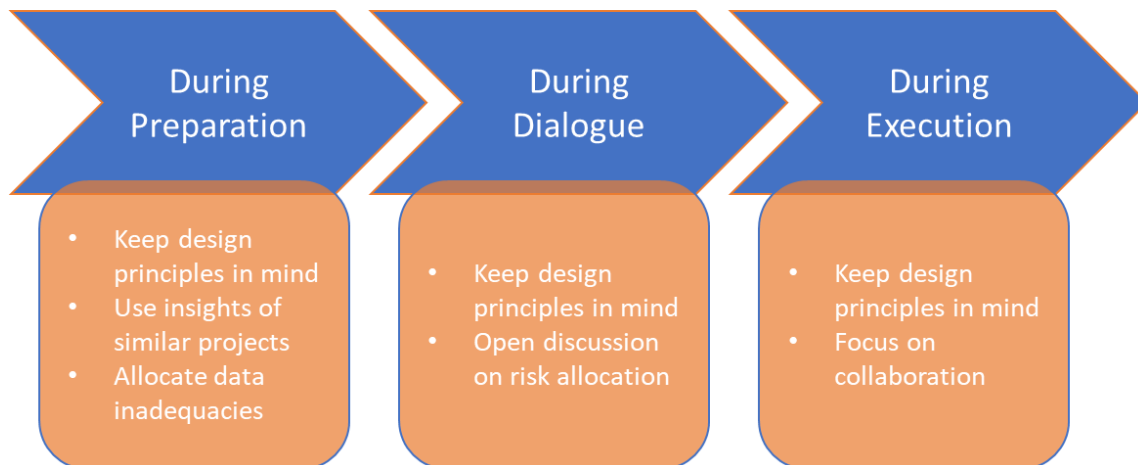 During
Preparation
• Keep design
principles in mind
• Use insights of
similar projects
• Allocate data
inadequacies
During
Dialogue
• Keep design
principles in mind
• Open discussion
on risk allocation
During
Execution
• Keep design
principles in mind
• Focus on
collaboration